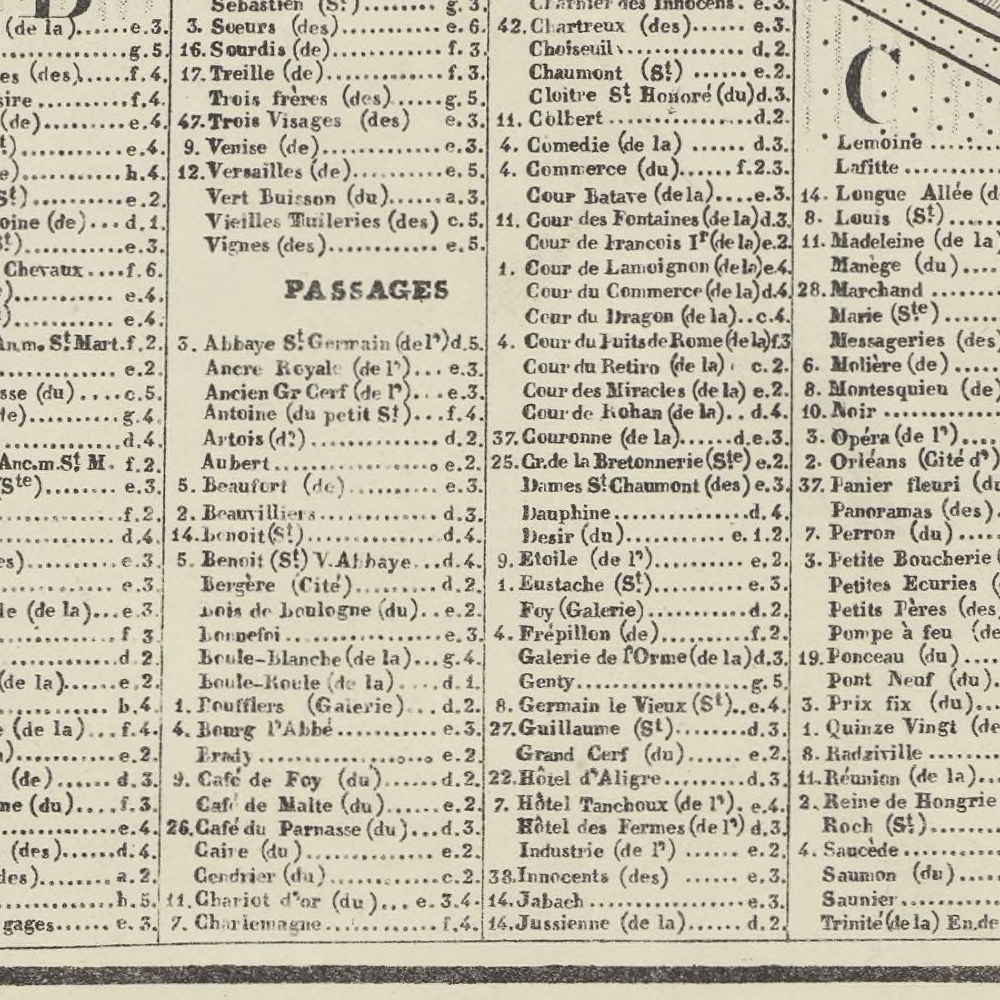 (de la)......e.3.
.........g.5.
es (des).....f.4.
.........f.4.
(de).........e.4.
.........e.4.
.........h.4.
.........e.2.
oine (de)... d.1.
.........e.3.
Chevaux ....f.6.
......... e.4.
......... e.4.
An.m. St Mart.f.2.
.........e.2.
sse (du) ....c.5.
.........g.4.
.........d.4.
Anc.m.St M. f.2.
(Ste)........ e.3.
.........f.2.
.........d.4.
.........e.3.
.........e.3.
le (de la)...e.3.
......... f 3
.........d.2.
(de la)......e.2.
.........b.4.
(de la)...f.4.
.........e.2.
(de)...... d.3.
ne (du)....f.3.
.........e.4.
(des)......d.4.
des)........ a.2.
.........h.5.
gages...... e.3.
Sébastien (St)....... g.3.
3. Sœurs (des)........ e.6.
16. Sourdis (de)........ f.3.
17. Treille (de)........ f.3.
Trois frères (des).....g.5.
47. Trois Visages (des) e.3.
9. Venise (de)........e.3.
12. Versailles (de)........e.5.
Vert Buisson (du)......a.3.
Vieilles Tuileries (des) c.5.
Vignes (des)........... e.5.
PASSAGES
3. Abbaye St Germain (de l') d.5.
Ancre Royale (de l')... e.3.
Ancien Gr Cerf (de l')...e.3.
Antoine (du petit St)...f.4.
Artois (d') ............ d.2.
Aubert................ e.2.
5. Beaufort (de).......... e.3.
2. Beauvilliers............ d.3.
14. Benoit (St)............d.4.
5. Benoit (St) V. Abbaye...d.4.
Bergère (Cité)........ d.2.
Bois de Boulogne (du).. e.2.
Bonnefoi .............. e.3.
Boule-Blanche (de la)... g.4.
Boule-Roule (de la).... d.1.
1. Boufflers (Galerie)... d.2.
4. Bourg l'Abbé .......... e.3.
Brady................ e.2.
9. Café de Foy (du)......d.2.
Café de Malte (du)......e.2.
26. Café du Parnasse (du)...d.3.
Caire (du)............. e.2.
Cendrier (du)...........c.2.
11. Chariot d'or (du)... e.3.4.
7. Charlemagne ............ f.4.
Charnier des Innocens. e.3.
42. Chartreux (des)...... e.3.
Choiseul............. d.2.
Chaumont (St) ...... e.2.
Cloitre St Honoré (du) d.3.
11. Colbert ...............d.2.
4. Comedie (de la) ...... d.3.
4. Commerce (du)...... f.2.3.
Cour Batave (de la)....e.3.
11. Cour des Fontaines (de la) d.3.
Cour de Francois Ir (de la) e.2.
1. Cour de Lamoignon (de la) e.4.
Cour du Commerce (de la) d.4.
Cour du Dragon (de la)..c.4.
4. Cour du Puits de Rome (de la) f.3
Cour du Retiro (de la) . c.2.
Cour des Miracles (de la) e.2.
Cour de Rohan (de la).. d.4.
37. Couronne (de la)......d.e.3.
25. Cr. de la Bretonnerie (Ste) e.2.
Dames St Chaumont (des) e.3.
Dauphine...............d.4.
Desir (du)........... e.1.2.
9. Etoile (de l')..........e.2.
1. Eustache (St).......... e.3.
Foy (Galerie)...........d.2.
4. Frépillon (de)..........f.2.
Galerie de l'Orme (de la) d.3.
Genty..................g.5.
8. Germain le Vieux (St)..e.4.
27. Guillaume (St)........d.3.
Grand Cerf (du)......e.2.
22. Hôtel d'Aligre..........d.3.
7. Hôtel Tanchoux (de l'). e.4.
Hôtel des Fermes (de l') d.3.
Industrie (de l') ...... e.2.
38. Innocents (des) ...... e.3.
14. Jabach..................e.3.
14. Jussienne (de la)...... d.2.
C
Lemoine ......
Lafitte .........
14. Longue Allée (d
8. Louis (St)....
11. Madeleine (de la
Manège (du)....
28. Marchand ........
Marie (Ste)......
Messageries (des)
6. Molière (de)....
8. Montesquieu (de)
10. Noir ............
3. Opéra (de l')....
2. Orléans (Cité d')
37. Panier fleuri (du
Panoramas (des).
7. Perron (du) ....
3. Petite Boucherie (
Petites Ecuries (
Petits Pères (des
Pompe à feu (de
19. Ponceau (du) ....
Pont Neuf (du).
3. Prix fix (du)...
1. Quinze Vingt (de
8. Radziville ......
11. Réunion (de la)...
2. Reine de Hongrie
Roch (St)........
4. Saucède.........
Saumon (du) ....
Saunier..........
Trinité (de la) En.de